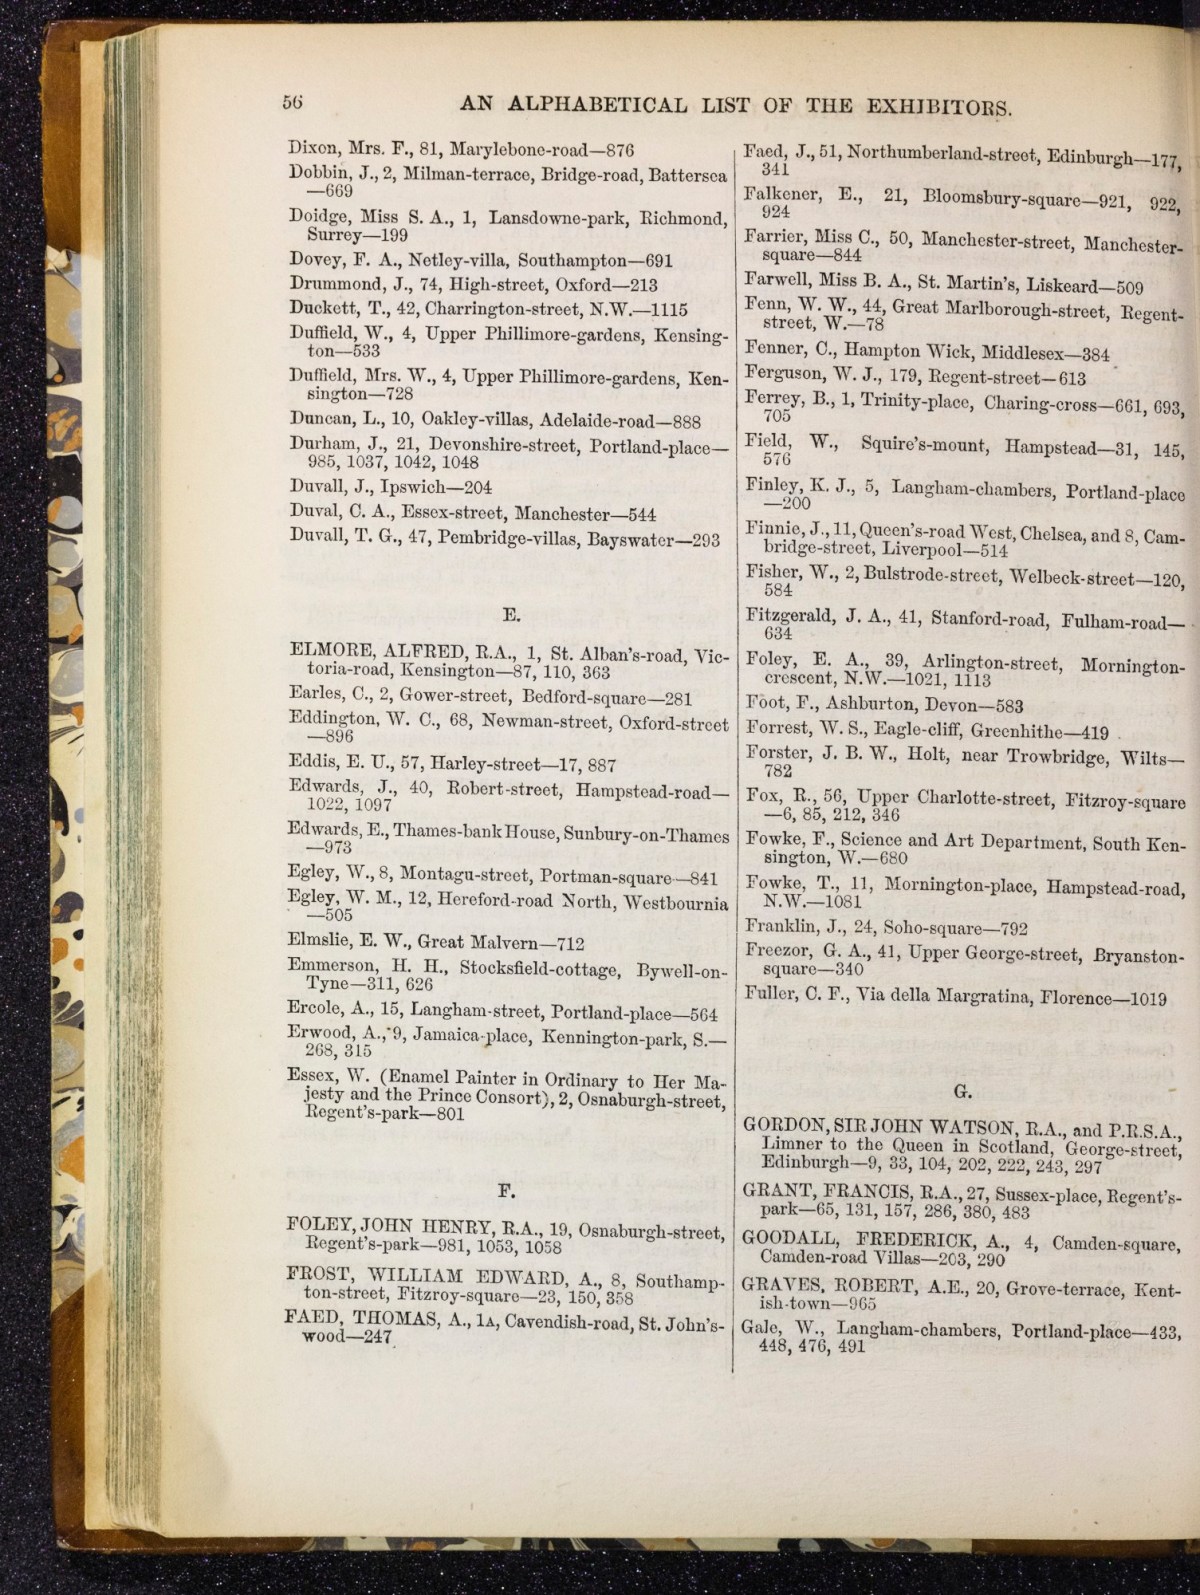 56
AN ALPHABETICAL LIST OF THE EXHIBITORS.
Dixon, Mrs. F., 81, Marylebone-road—876
Dobbin, J., 2, Milman-terrace, Bridge-road, Battersea
—669
Doidge, Miss S. A., 1, Lansdowne-park, Richmond,
Surrey—199
Dovey, F. A., Netley-villa, Southampton—691
Drummond, J., 74, High-street, Oxford—213
Duckett, T., 42, Charrington-street, N.W.—1115
Duffield, W., 4, Upper Phillimore-gardens, Kensing-
ton—533
Duffield, Mrs. W., 4, Upper Phillimore-gardens, Ken-
sington—728
Duncan, L., 10, Oakley-villas, Adelaide-road—888
Durham, J., 21, Devonshire-street, Portland-place—
985, 1037, 1042, 1048
Duvall, J., Ipswich—204
Duval, C. A., Essex-street, Manchester—544
Duvall, T. G., 47, Pembridge-villas, Bayswater—293
E.
ELMORE, ALFRED, R.A., 1, St. Alban's-road, Vic-
toria-road, Kensington—87, 110, 363
Earles, C., 2, Gower-street, Bedford-square—281
Eddington, W. C., 68, Newman-street, Oxford-street
—896
Eddis, E. U., 57, Harley-street—17, 887
Edwards, J., 40, Robert-street, Hampstead-road—
1022, 1097
Edwards, E., Thames-bank House, Sunbury-on-Thames
—973
Egley, W., 8, Montagu-street, Portman-square—841
Egley, W. M., 12, Hereford-road North, Westbournia
—505
Elmslie, E. W., Great Malvern—712
Emmerson, H. H., Stocksfield-cottage, Bywell-on-
Tyne—311, 626
Ercole, A., 15, Langham-street, Portland-place—564
Erwood, A., 9, Jamaica-place, Kennington-park, S.—
268, 315
Essex, W. (Enamel Painter in Ordinary to Her Ma-
jesty and the Prince Consort), 2, Osnaburgh-street,
Regent's-park—801
F.
FOLEY, JOHN HENRY, R.A., 19, Osnaburgh-street,
Regent's-park—981, 1053, 1058
FROST, WILLIAM EDWARD, A., 8, Southamp-
ton-street, Fitzroy-square—23, 150, 358
FAED, THOMAS, A., 1A, Cavendish-road, St. John's-
wood—247
Faed, J., 51, Northumberland-street, Edinburgh—177,
341
Falkener, E., 21, Bloomsbury-square—921, 922,
924
Farrier, Miss C., 50, Manchester-street, Manchester-
square—844
Farwell, Miss B. A., St. Martin's, Liskeard—509
Fenn, W. W., 44, Great Marlborough-street, Regent-
street, W.—78
Fenner, C., Hampton Wick, Middlesex—384
Ferguson, W. J., 179, Regent-street—613
Ferrey, B., 1, Trinity-place, Charing-cross—661, 693,
705
Field, W., Squire's-mount, Hampstead—31, 145,
576
Finley, K. J., 5, Langham-chambers, Portland-place
—200
Finnie, J., 11, Queen's-road West, Chelsea, and 8, Cam-
bridge-street, Liverpool—514
Fisher, W., 2, Bulstrode-street, Welbeck-street—120,
584
Fitzgerald, J. A., 41, Stanford-road, Fulham-road—
634
Foley, E. A., 39, Arlington-street, Mornington-
crescent, N.W.—1021, 1113
Foot, F., Ashburton, Devon—583
Forrest, W. S., Eagle-cliff, Greenhithe—419
Forster, J. B. W., Holt, near Trowbridge, Wilts—
782
Fox, R., 56, Upper Charlotte-street, Fitzroy-square
—6, 85, 212, 346
Fowke, F., Science and Art Department, South Ken-
sington, W.—680
Fowke, T., 11, Mornington-place, Hampstead-road,
N.W.—1081
Franklin, J., 24, Soho-square—792
Freezor, G. A., 41, Upper George-street, Bryanston-
square—340
Fuller, C. F., Via della Margratina, Florence—1019
G.
GORDON, SIR JOHN WATSON, R.A., and P.R.S.A.,
Limner to the Queen in Scotland, George-street,
Edinburgh—9, 33, 104, 202, 222, 243, 297
GRANT, FRANCIS, R.A., 27, Sussex-place, Regent's-
park—65, 131, 157, 286, 380, 483
GOODALL, FREDERICK, A., 4, Camden-square,
Camden-road Villas—203, 290
GRAVES, ROBERT, A.E., 20, Grove-terrace, Kent-
ish-town—965
Gale, W., Langham-chambers, Portland-place—433,
448, 476, 491